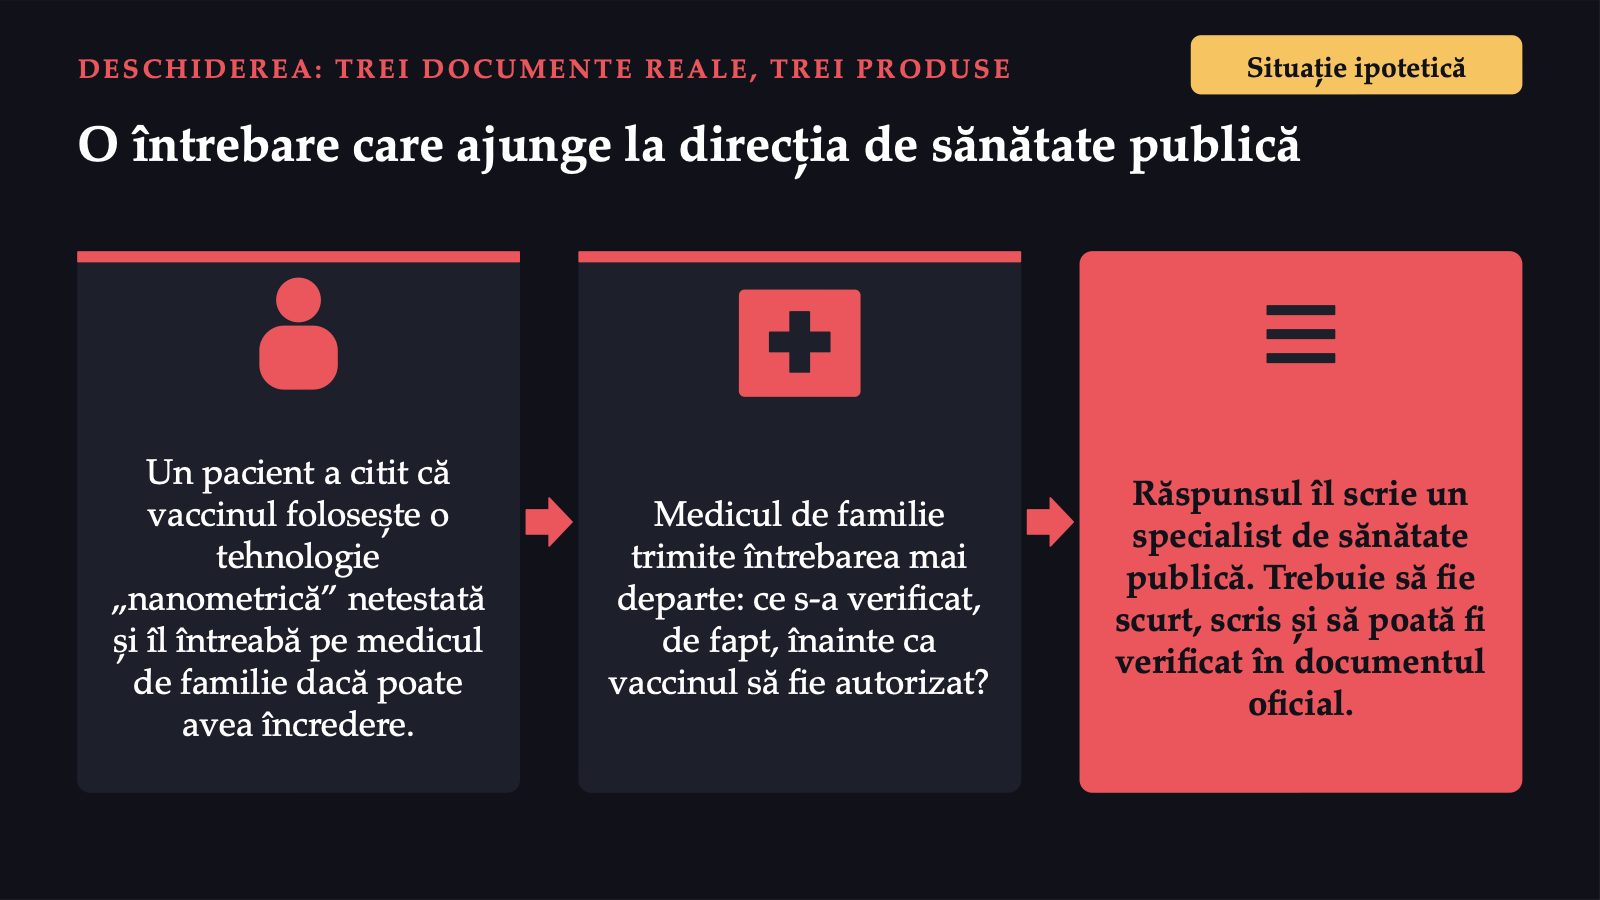 DESCHIDEREA: TREI DOCUMENTE REALE, TREI PRODUSE
Situație ipotetică
O întrebare care ajunge la direcția de sănătate publică
Un pacient a citit că
vaccinul folosește o
tehnologie
„nanometrică” netestată
și îl întreabă pe medicul
de familie dacă poate
avea încredere.
Medicul de familie
trimite întrebarea mai
departe: ce s-a verificat,
de fapt, înainte ca
vaccinul să fie autorizat?
Răspunsul îl scrie un
specialist de sănătate
publică. Trebuie să fie
scurt, scris și să poată fi
verificat în documentul
oficial.